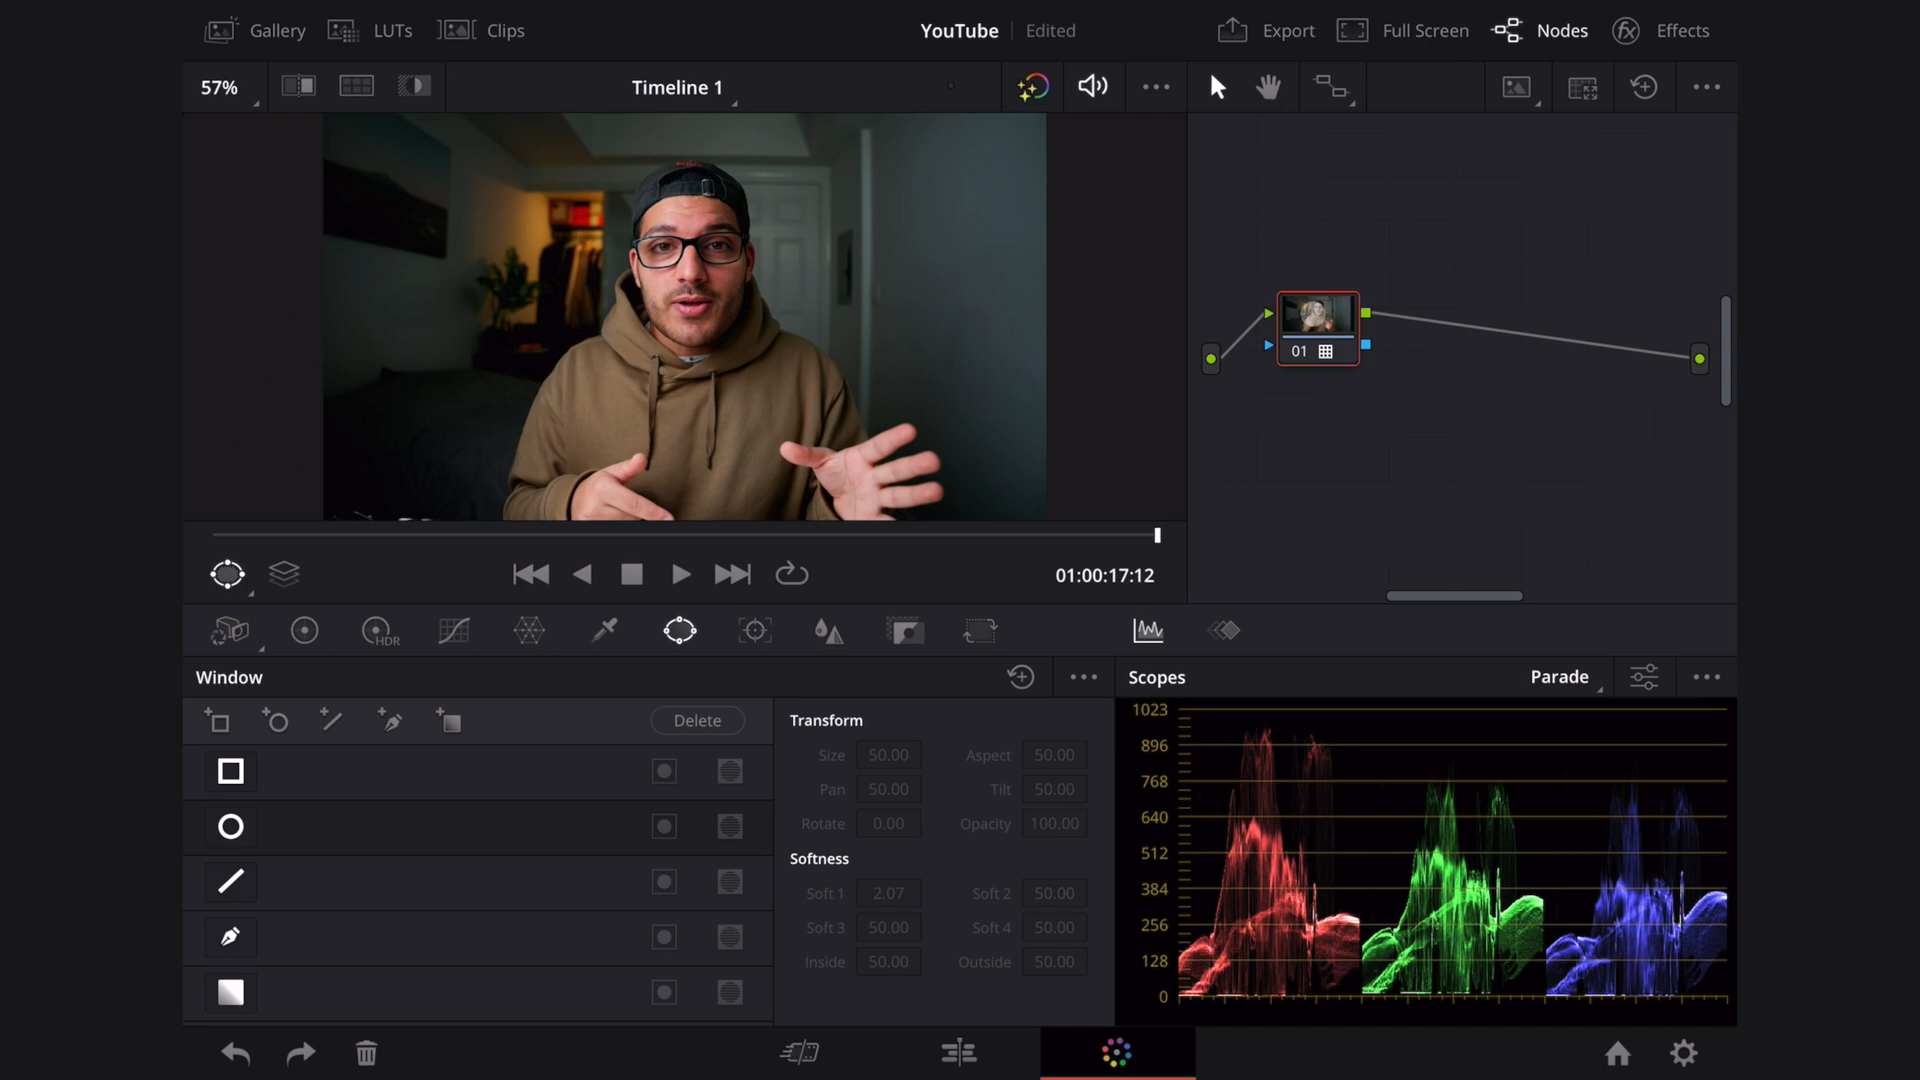 Gallery LUTs Clips YouTube Edited Export Full Screen Nodes Effects
57% Timeline 1
01
01:00:17:12
HDR
Window
Delete
Transform
Size 50.00 Aspect 50.00
Pan 50.00 Tilt 50.00
Rotate 0.00 Opacity 100.00
Softness
Soft 1 2.07 Soft 2 50.00
Soft 3 50.00 Soft 4 50.00
Inside 50.00 Outside 50.00
Scopes Parade
1023
896
768
640
512
384
256
128
0